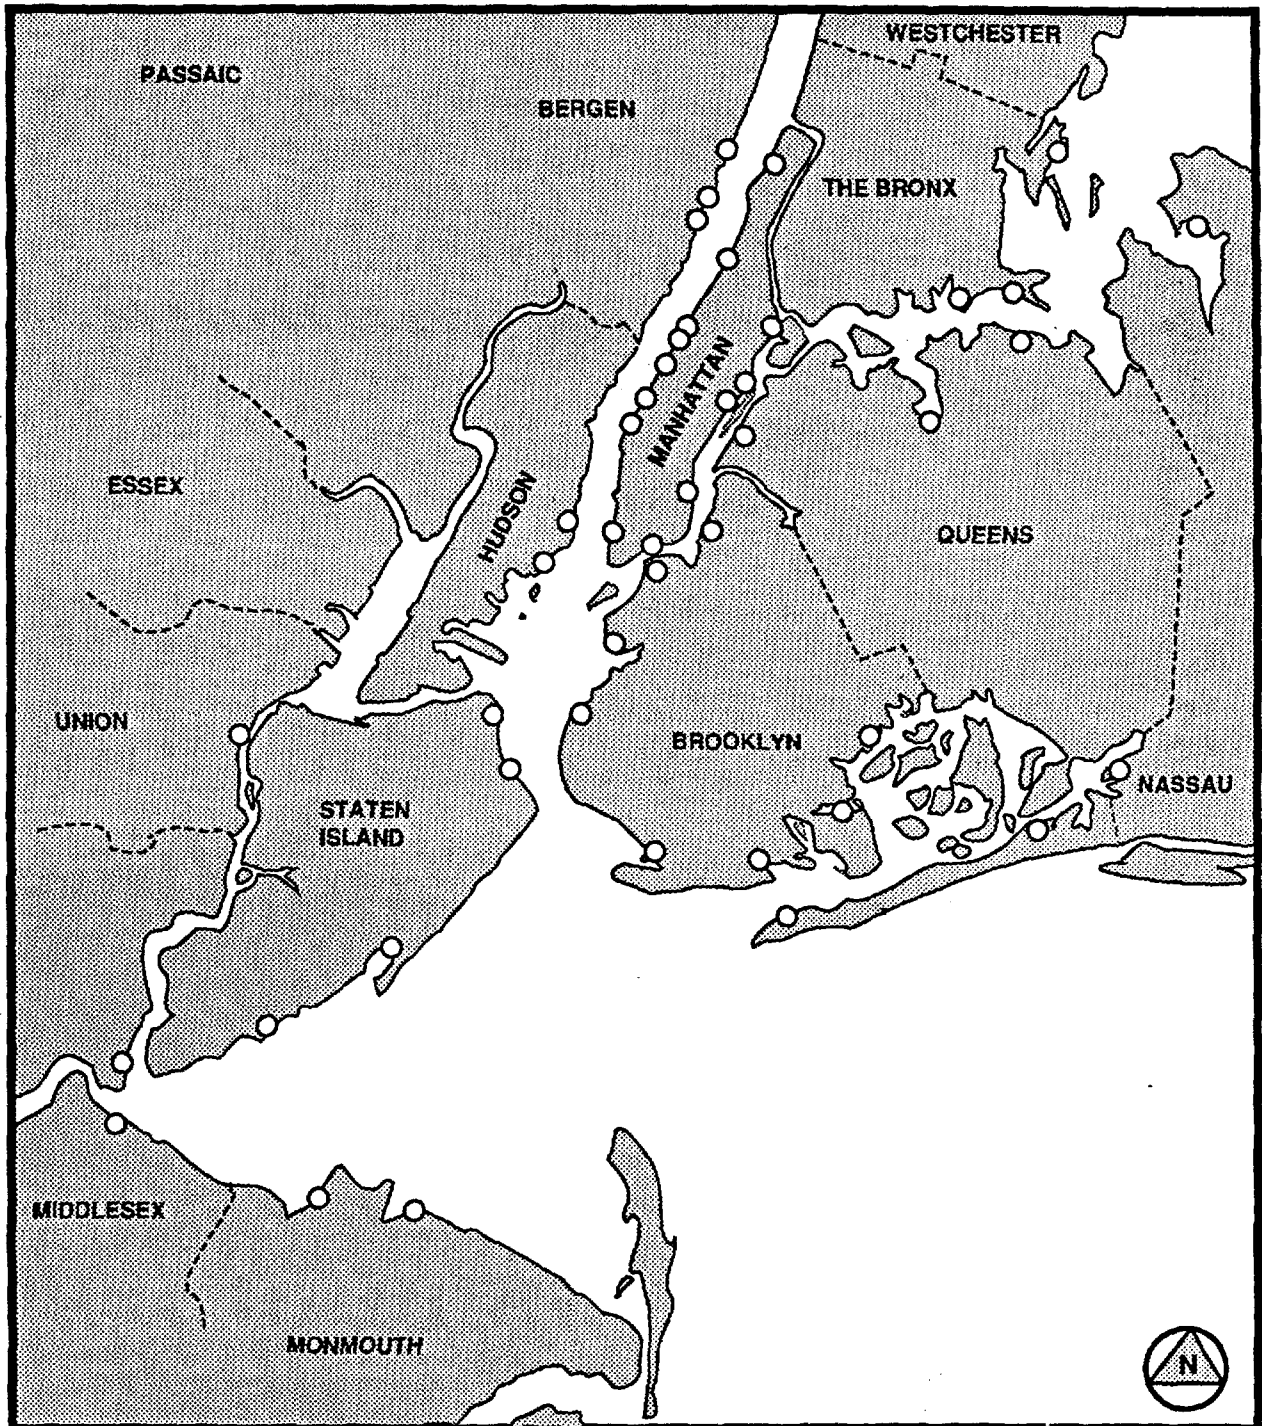 WESTCHESTER
PASSAIC
BERGEN
THE BRONX
MANHATTAN
ESSEX
HUDSON
QUEENS
UNION
BROOKLYN
NASSAU
STATEN
ISLAND
MIDDLESEX
MONMOUTH
N